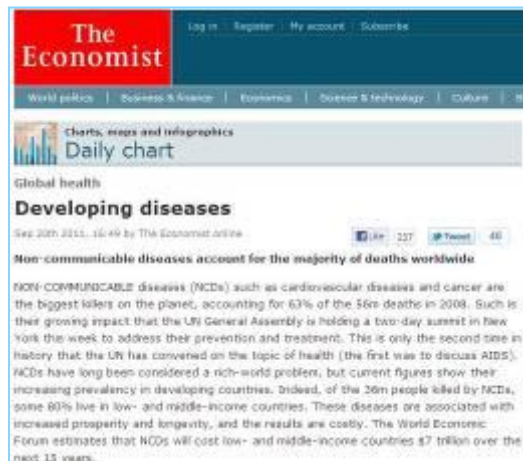 The
Economist
Log in Register My account Subscribe
World politics Business & finance Economics Science & technology Culture
Charts, maps and infographics
Daily chart
Global health
Developing diseases
Sep 20th 2011, 16:49 by The Economist online
Like 237 Tweet 46
Non-communicable diseases account for the majority of deaths worldwide
NON-COMMUNICABLE diseases (NCDs) such as cardiovascular diseases and cancer are
the biggest killers on the planet, accounting for 63% of the 56m deaths in 2008. Such is
their growing impact that the UN General Assembly is holding a two-day summit in New
York this week to address their prevention and treatment. This is only the second time in
history that the UN has convened on the topic of health (the first was to discuss AIDS).
NCDs have long been considered a rich-world problem, but current figures show their
increasing prevalency in developing countries. Indeed, of the 36m people killed by NCDs,
some 80% live in low- and middle-income countries. These diseases are associated with
increased prosperity and longevity, and the results are costly. The World Economic
Forum estimates that NCDs will cost low- and middle-income countries $7 trillion over the
next 15 years.